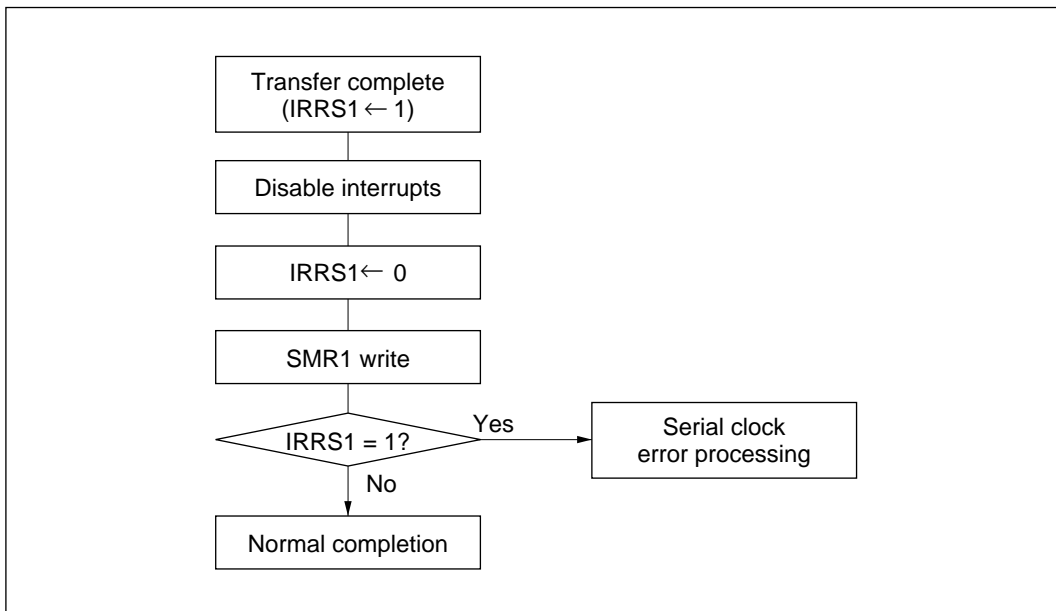 Transfer complete
(IRRS1 ← 1)
Disable interrupts
IRRS1 ← 0
SMR1 write
IRRS1 = 1?
Yes
Serial clock
error processing
No
Normal completion